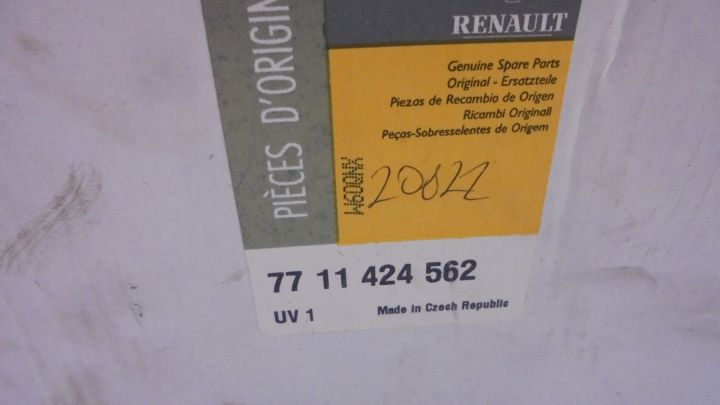 RENAULT
PIÈCES D'ORIGIN
Genuine Spare Parts
Original - Ersatzteile
Piezas de Recambio de Origen
Ricambi Originali
Peças-Sobresselentes de Origem
W600HX
20822
77 11 424 562
UV 1
Made in Czech Republic